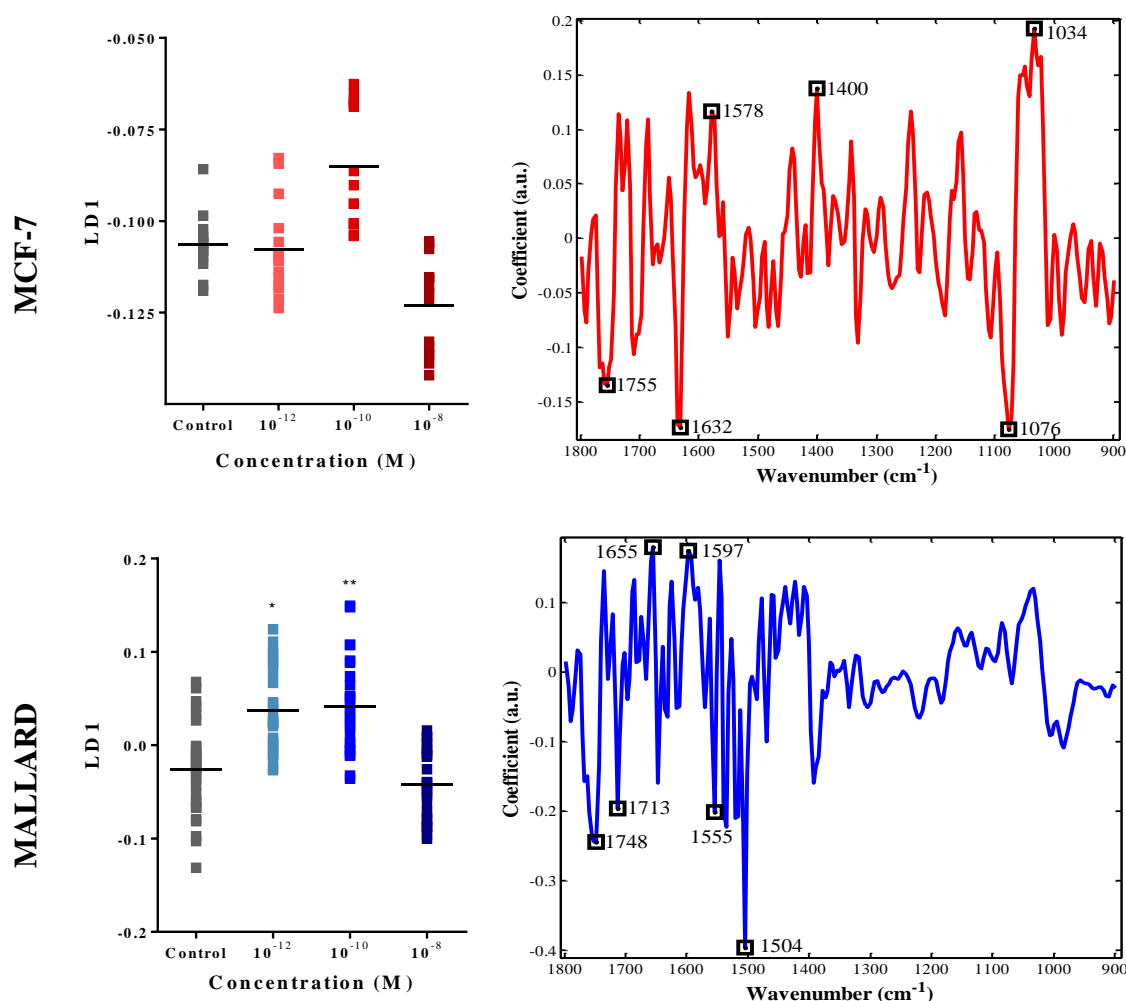 MCF-7
-0.050
-0.075
-0.100
-0.125
LD1
Control 10-12 10-10 10-8
Concentration (M)
0.2
0.15
0.1
0.05
0
-0.05
-0.1
-0.15
Coefficient (a.u.)
1034
1400
1578
1755
1632
1076
1800 1700 1600 1500 1400 1300 1200 1100 1000 900
Wavenumber (cm-1)
MALLARD
0.2
0.1
0.0
-0.1
-0.2
LD1
*
**
Control 10-12 10-10 10-8
Concentration (M)
0.1
0
-0.1
-0.2
-0.3
-0.4
Coefficient (a.u.)
1655 1597
1713
1555
1748
1504
1800 1700 1600 1500 1400 1300 1200 1100 1000 900
Wavenumber (cm-1)